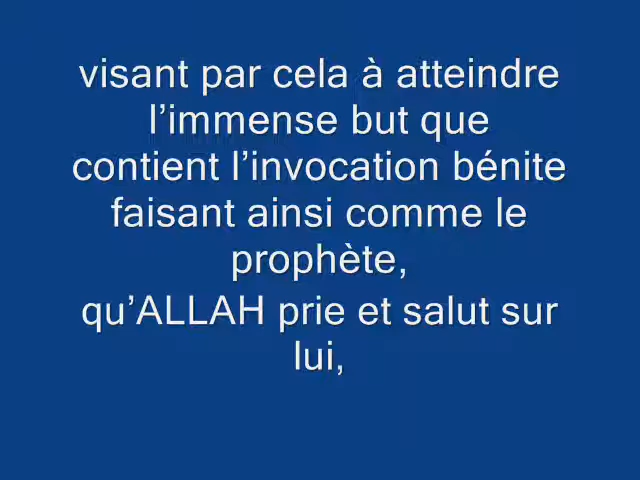 visant par cela à atteindre
l’immense but que
contient l’invocation bénite
faisant ainsi comme le
prophète,
qu’ALLAH prie et salut sur
lui,